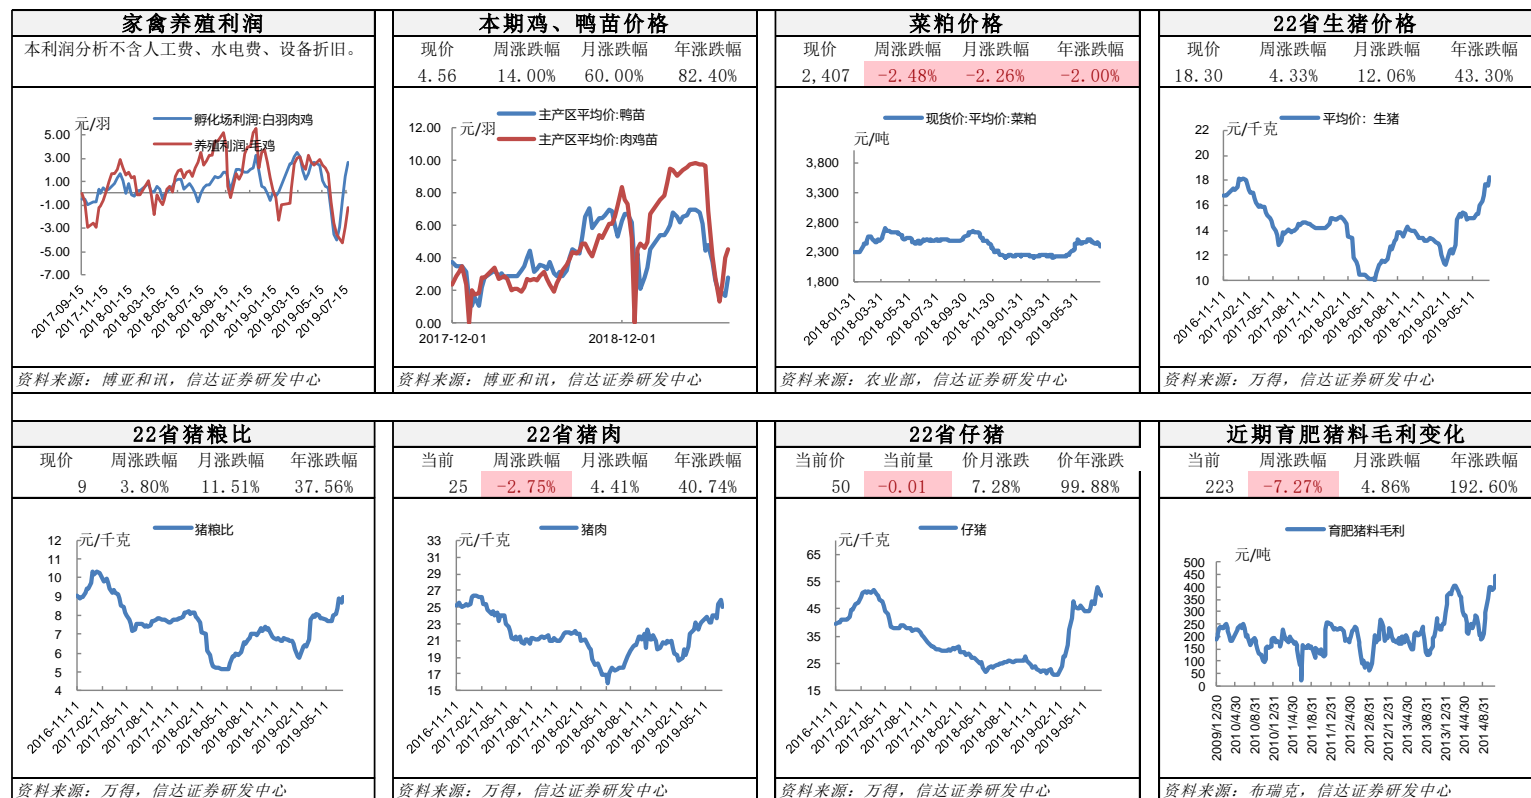 家禽养殖利润
本利润分析不含人工费、水电费、设备折旧。
元/羽
孵化场利润:白羽肉鸡
养殖利润:毛鸡
5.00
3.00
1.00
-1.00
-3.00
-5.00
-7.00
2017-09-15
2017-11-15
2018-01-15
2018-03-15
2018-05-15
2018-07-15
2018-09-15
2018-11-15
2019-01-15
2019-03-15
2019-05-15
2019-07-15
资料来源：博亚和讯，信达证券研发中心
本期鸡、鸭苗价格
现价 周涨跌幅 月涨跌幅 年涨跌幅
4.56 14.00% 60.00% 82.40%
主产区平均价:鸭苗
元/羽
主产区平均价:肉鸡苗
12.00
10.00
8.00
6.00
4.00
2.00
0.00
2017-12-01 2018-12-01
资料来源：博亚和讯，信达证券研发中心
菜粕价格
现价 周涨跌幅 月涨跌幅 年涨跌幅
2,407 -2.48% -2.26% -2.00%
现货价:平均价:菜粕
元/吨
3,800
3,300
2,800
2,300
1,800
2018-01-31
2018-03-31
2018-05-31
2018-07-31
2018-09-30
2018-11-30
2019-01-31
2019-03-31
2019-05-31
资料来源：农业部，信达证券研发中心
22省生猪价格
现价 周涨跌幅 月涨跌幅 年涨跌幅
18.30 4.33% 12.06% 43.30%
元/千克
平均价：生猪
22
20
18
16
14
12
10
2016-11-11
2017-02-11
2017-05-11
2017-08-11
2017-11-11
2018-02-11
2018-05-11
2018-08-11
2018-11-11
2019-02-11
2019-05-11
资料来源：万得，信达证券研发中心
22省猪粮比
现价 周涨跌幅 月涨跌幅 年涨跌幅
9 3.80% 11.51% 37.56%
猪粮比
元/千克
12
11
10
9
8
7
6
5
4
2016-11-11
2017-02-11
2017-05-11
2017-08-11
2017-11-11
2018-02-11
2018-05-11
2018-08-11
2018-11-11
2019-02-11
2019-05-11
资料来源：万得，信达证券研发中心
22省猪肉
当前 周涨跌幅 月涨跌幅 年涨跌幅
25 -2.75% 4.41% 40.74%
猪肉
元/千克
33
31
29
27
25
23
21
19
17
15
2016-11-11
2017-02-11
2017-05-11
2017-08-11
2017-11-11
2018-02-11
2018-05-11
2018-08-11
2018-11-11
2019-02-11
2019-05-11
资料来源：万得，信达证券研发中心
22省仔猪
当前价 当前量 价月涨跌 价年涨跌
50 -0.01 7.28% 99.88%
仔猪
元/千克
65
55
45
35
25
15
2016-11-11
2017-02-11
2017-05-11
2017-08-11
2017-11-11
2018-02-11
2018-05-11
2018-08-11
2018-11-11
2019-02-11
2019-05-11
资料来源：万得，信达证券研发中心
近期育肥猪料毛利变化
当前 周涨跌幅 月涨跌幅 年涨跌幅
223 -7.27% 4.86% 192.60%
育肥猪料毛利
元/吨
500
450
400
350
300
250
200
150
100
50
0
2009/12/30
2010/4/30
2010/8/31
2010/12/31
2011/4/30
2011/8/31
2011/12/31
2012/4/30
2012/8/31
2012/12/31
2013/4/30
2013/8/31
2013/12/31
2014/4/30
2014/8/31
资料来源：布瑞克，信达证券研发中心